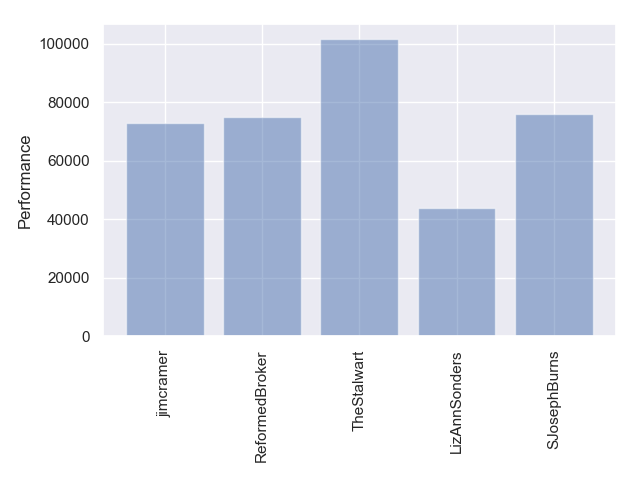 100000
80000
60000
40000
20000
0
Performance
jimcramer
ReformedBroker
TheStalwart
LizAnnSonders
SJosephBurns